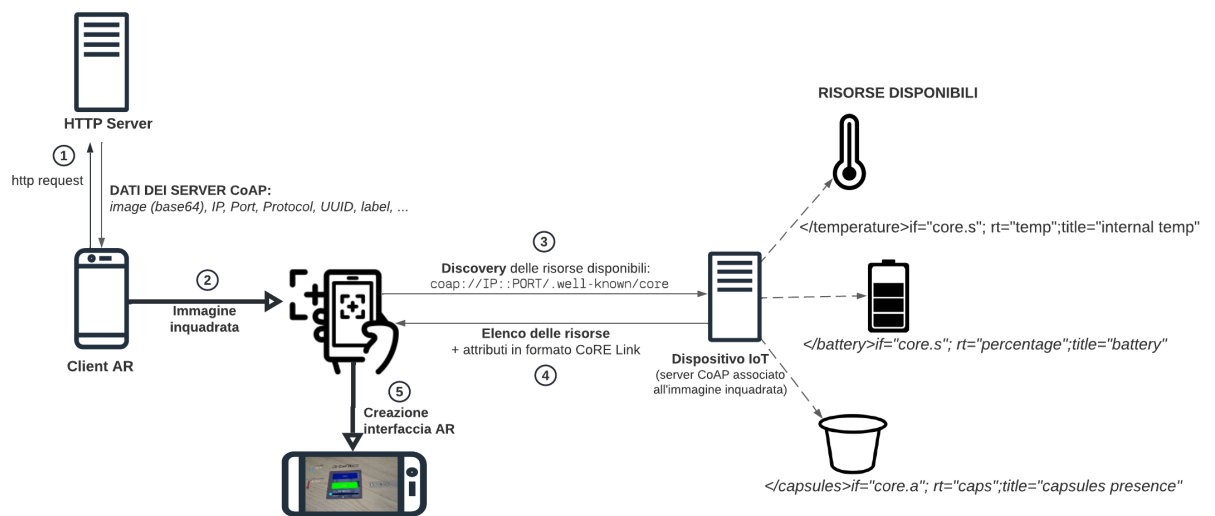 RISORSE DISPONIBILI
HTTP Server
1
http request
DATI DEI SERVER CoAP:
image (base64), IP, Port, Protocol, UUID, label, ...
</temperature>if="core.s"; rt="temp";title="internal temp"
3
Discovery delle risorse disponibili:
coap://IP::PORT/.well-known/core
2
Immagine
inquadrata
Elenco delle risorse
+ attributi in formato CoRE Link
4
Client AR
Dispositivo IoT
(server CoAP associato
all'immagine inquadrata)
</battery>if="core.s"; rt="percentage";title="battery"
5
Creazione
interfaccia AR
</capsules>if="core.a"; rt="caps";title="capsules presence"